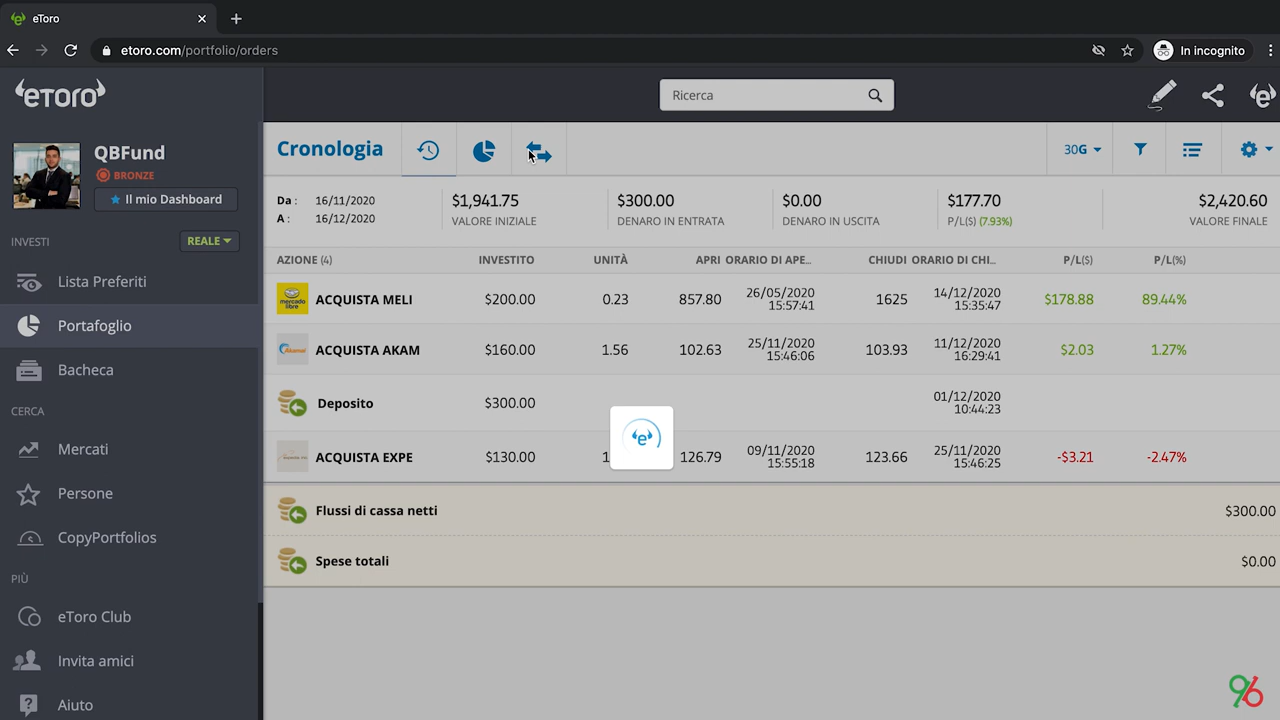 eToro
etoro.com/portfolio/orders
In incognito
eToro
Ricerca
QBFund
BRONZE
Il mio Dashboard
INVESTI
REALE
Lista Preferiti
Portafoglio
Bacheca
CERCA
Mercati
Persone
CopyPortfolios
PIÙ
eToro Club
Invita amici
Aiuto
Cronologia
30G
Da : 16/11/2020
A : 16/12/2020
$1,941.75
VALORE INIZIALE
$300.00
DENARO IN ENTRATA
$0.00
DENARO IN USCITA
$177.70
P/L($) (7.93%)
$2,420.60
VALORE FINALE
AZIONE (4) INVESTITO UNITÀ APRI ORARIO DI APE... CHIUDI ORARIO DI CHI... P/L($) P/L(%)
mercado libre ACQUISTA MELI $200.00 0.23 857.80 26/05/2020 15:57:41 1625 14/12/2020 15:35:47 $178.88 89.44%
Akamai ACQUISTA AKAM $160.00 1.56 102.63 25/11/2020 15:46:06 103.93 11/12/2020 16:29:41 $2.03 1.27%
Deposito $300.00 01/12/2020 10:44:23
ACQUISTA EXPE $130.00 126.79 09/11/2020 15:55:18 123.66 25/11/2020 15:46:25 -$3.21 -2.47%
Flussi di cassa netti $300.00
Spese totali $0.00